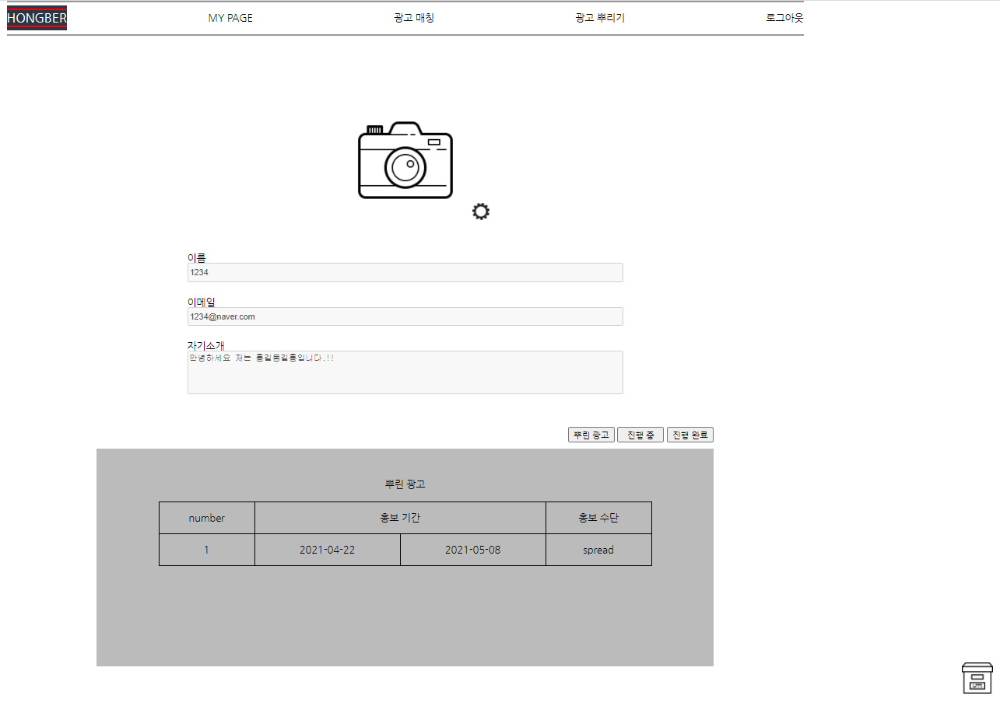 HONGBER MY PAGE 광고 매칭 광고 뿌리기 로그아웃
이름
1234
이메일
1234@naver.com
자기소개
안녕하세요 저는 홍길동길홍입니다.!!
뿌린 광고 진행 중 진행 완료
뿌린 광고
number 홍보 기간 홍보 수단
1 2021-04-22 2021-05-08 spread